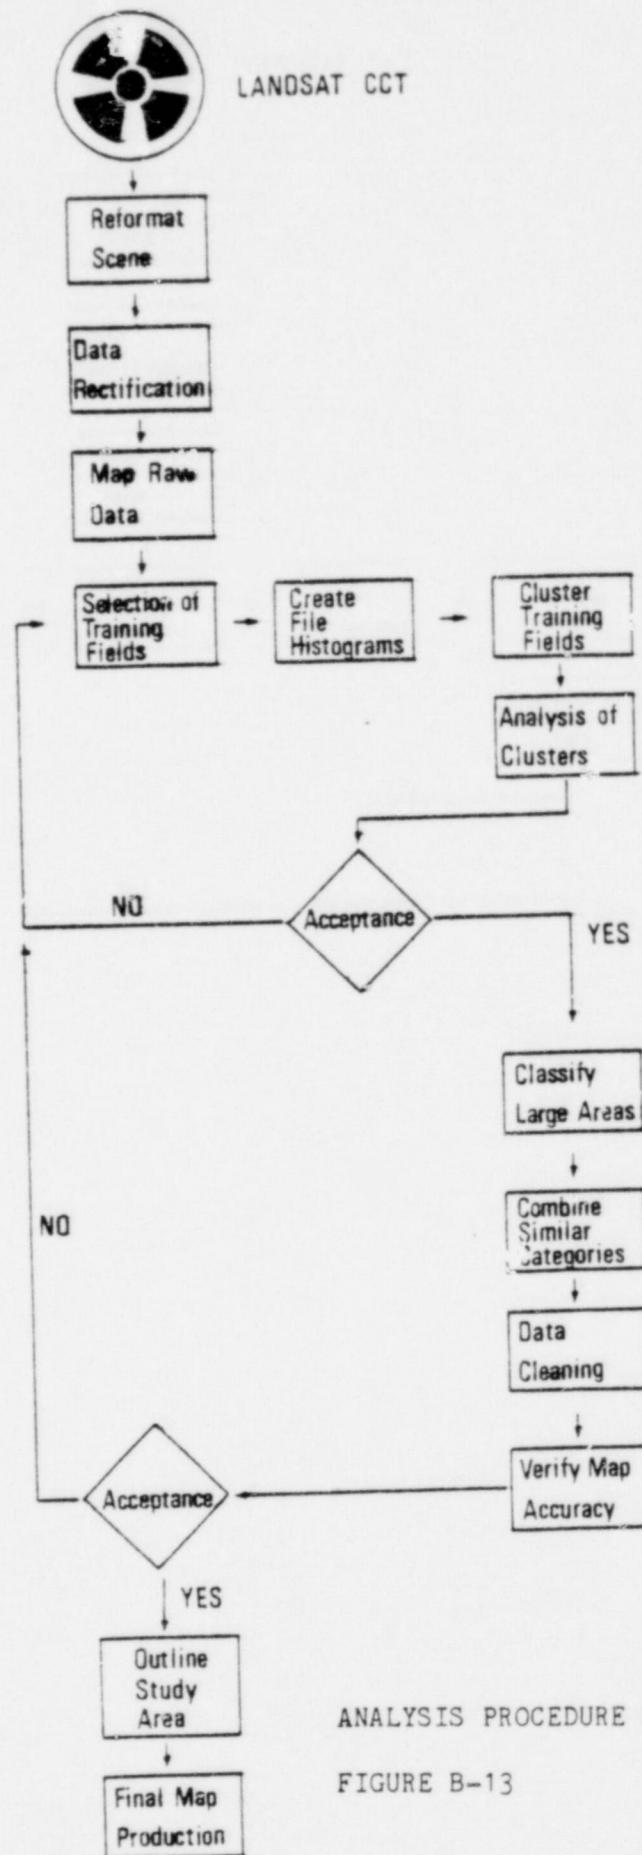 LANDSAT CCT
Reformat
Scene
Data
Rectification
Map Raw
Data
Selection of
Training
Fields
Create
File
Histograms
Cluster
Training
Fields
Analysis of
Clusters
Acceptance
NO
YES
Classify
Large Areas
Combine
Similar
Categories
Data
Cleaning
Verify Map
Accuracy
Acceptance
NO
YES
Outline
Study
Area
Final Map
Production
ANALYSIS PROCEDURE
FIGURE B-13